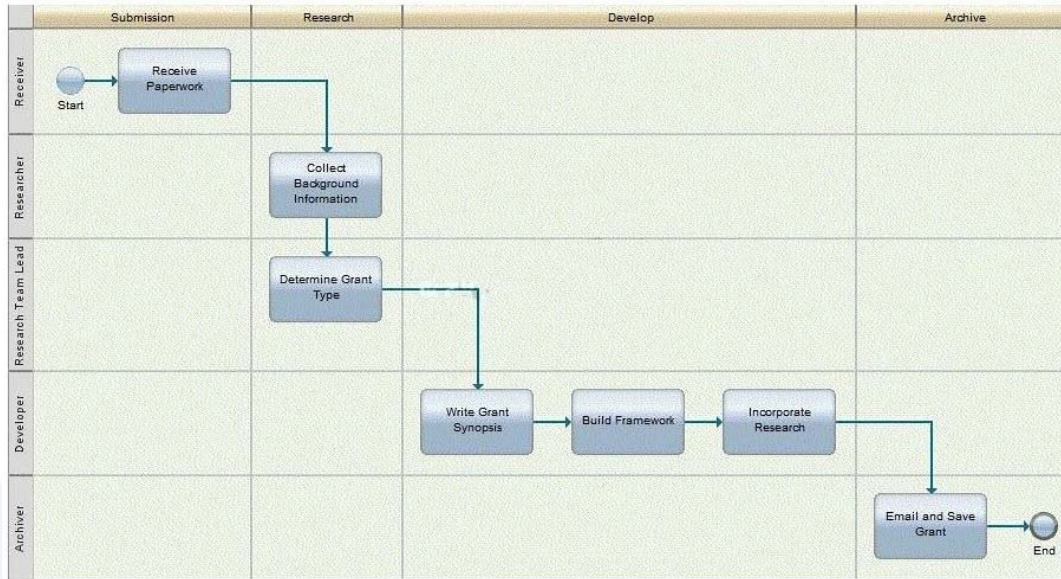 Submission
Research
Develop
Archive
Receiver
Start
Receive
Paperwork
Researcher
Collect
Background
Information
Research Team Lead
Determine Grant
Type
Developer
Write Grant
Synopsis
Build Framework
Incorporate
Research
Archiver
Email and Save
Grant
End